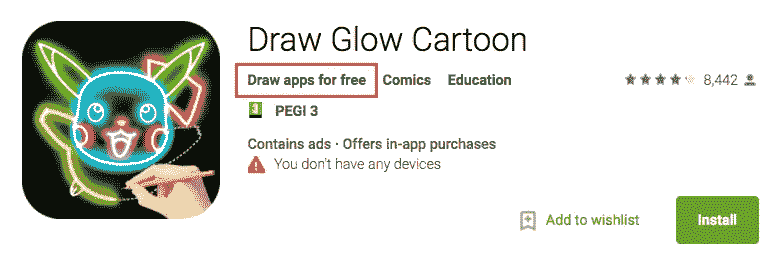 Draw Glow Cartoon
Draw apps for free Comics Education 8,442
3 PEGI 3
Contains ads · Offers in-app purchases
You don't have any devices
Add to wishlist Install